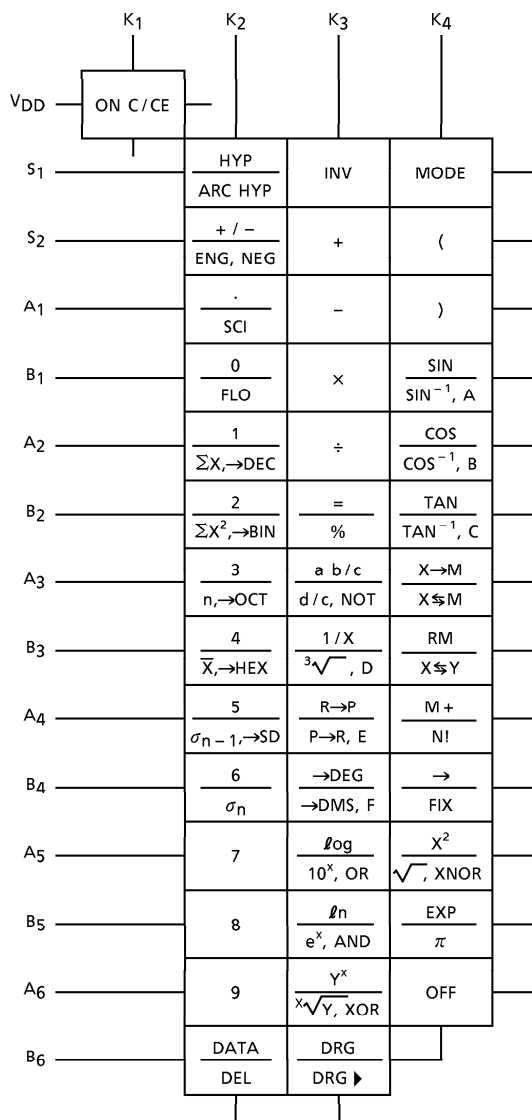 K1 K2 K3 K4
VDD ON C/CE
S1 HYP INV MODE
ARC HYP
S2 + / – + (
ENG, NEG
A1 · – )
SCI
B1 0 × SIN
FLO SIN⁻¹, A
A2 1 ÷ COS
ΣX,→DEC COS⁻¹, B
B2 2 = TAN
ΣX²,→BIN % TAN⁻¹, C
A3 3 a b/c X→M
n,→OCT d/c, NOT X⇆M
B3 4 1/X RM
X̅,→HEX ³√‾, D X⇆Y
A4 5 R→P M+
σn – 1,→SD P→R, E N!
B4 6 →DEG →
σn →DMS, F FIX
A5 7 ℓog X²
10ˣ, OR √‾, XNOR
B5 8 ℓn EXP
eˣ, AND π
A6 9 Yˣ OFF
ˣ√Y, XOR
B6 DATA DRG
DEL DRG ▶